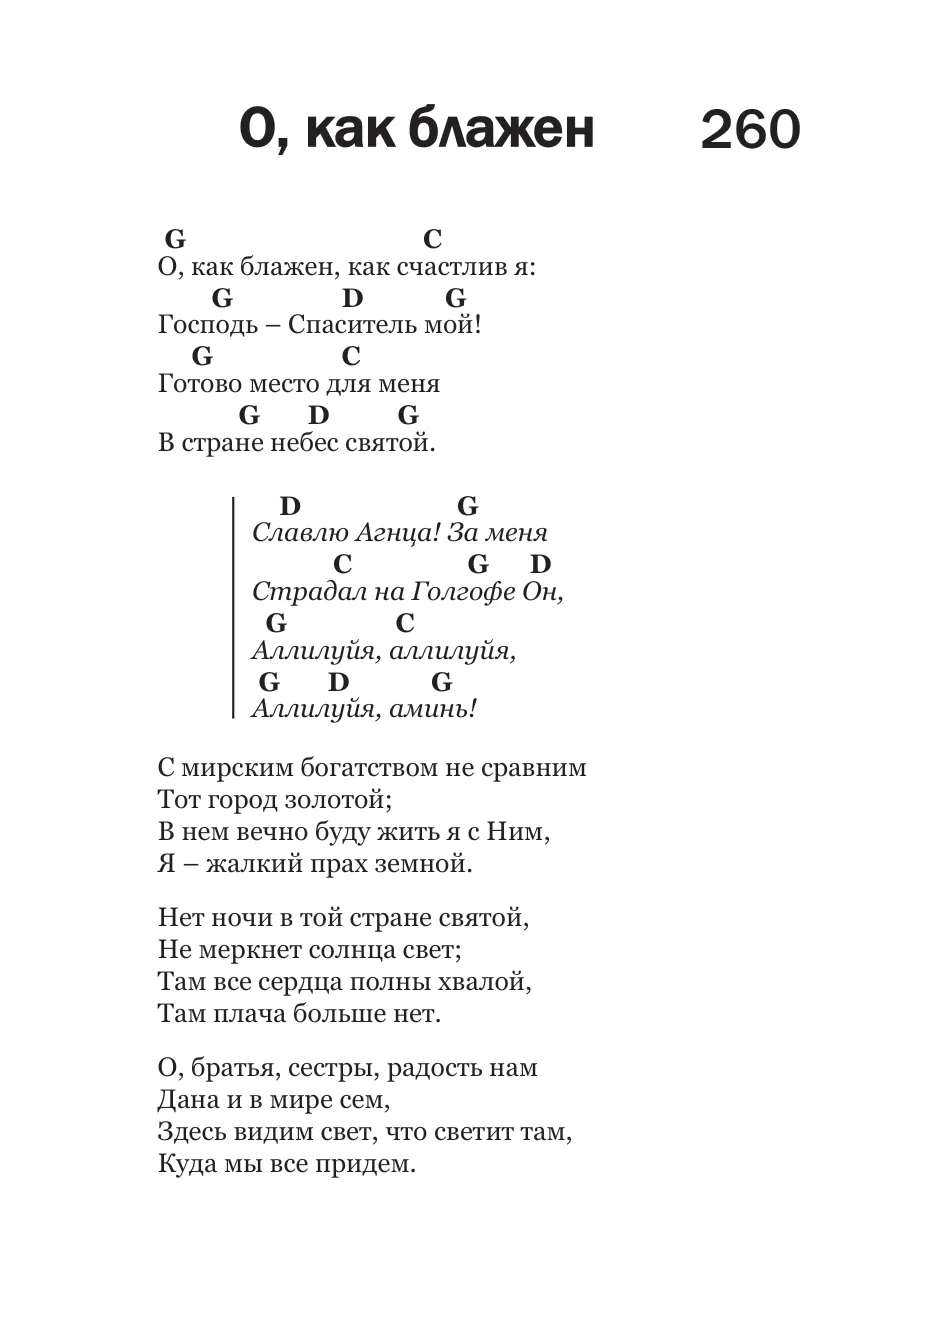 О, как блажен 260
G C
О, как блажен, как счастлив я:
G D G
Господь – Спаситель мой!
G C
Готово место для меня
G D G
В стране небес святой.
D G
Славлю Агнца! За меня
C G D
Страдал на Голгофе Он,
G C
Аллилуйя, аллилуйя,
G D G
Аллилуйя, аминь!
С мирским богатством не сравним
Тот город золотой;
В нем вечно буду жить я с Ним,
Я – жалкий прах земной.
Нет ночи в той стране святой,
Не меркнет солнца свет;
Там все сердца полны хвалой,
Там плача больше нет.
О, братья, сестры, радость нам
Дана и в мире сем,
Здесь видим свет, что светит там,
Куда мы все придем.